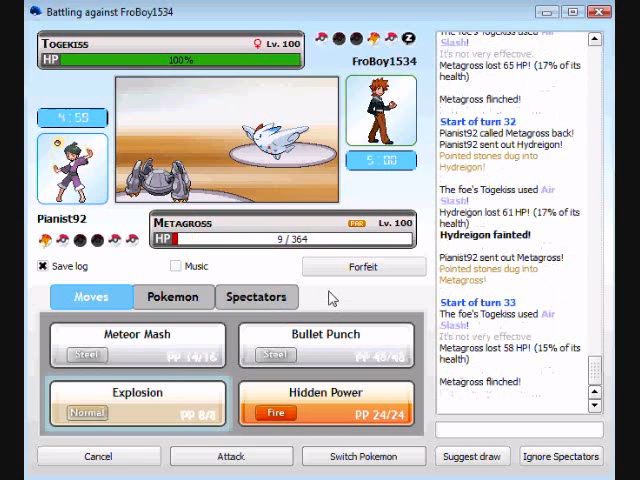 Battling against FroBoy1534
TOGEKISS Lv. 100
HP 100%
FroBoy1534
4:59
5:00
Pianist92
METAGROSS PAR Lv. 100
HP 9 / 364
Save log
Music
Forfeit
Moves
Pokemon
Spectators
Meteor Mash
Steel PP 14/16
Bullet Punch
Steel PP 48/48
Explosion
Normal PP 8/8
Hidden Power
Fire PP 24/24
Cancel
Attack
Switch Pokemon
Suggest draw
Ignore Spectators
The foe's Togekiss used Air
Slash!
It's not very effective.
Metagross lost 65 HP! (17% of its
health)
Metagross flinched!
Start of turn 32
Pianist92 called Metagross back!
Pianist92 sent out Hydreigon!
Pointed stones dug into
Hydreigon!
The foe's Togekiss used Air
Slash!
Hydreigon lost 61 HP! (17% of its
health)
Hydreigon fainted!
Pianist92 sent out Metagross!
Pointed stones dug into
Metagross!
Start of turn 33
The foe's Togekiss used Air
Slash!
It's not very effective
Metagross lost 58 HP! (15% of its
health)
Metagross flinched!